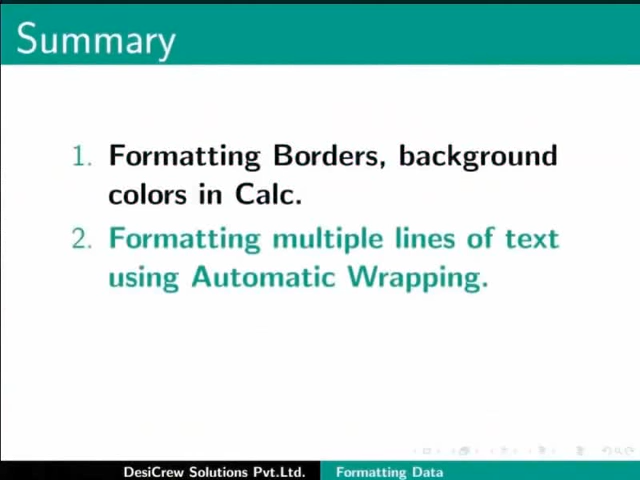 Summary
1. Formatting Borders, background
colors in Calc.
2. Formatting multiple lines of text
using Automatic Wrapping.
DesiCrew Solutions Pvt.Ltd. Formatting Data